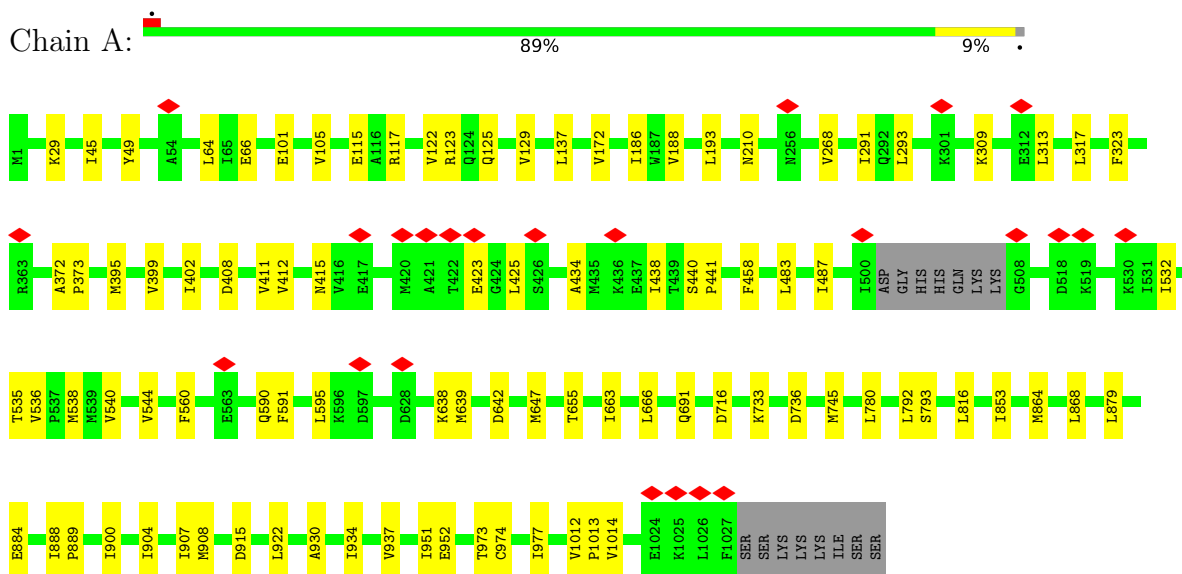 Chain A:
•
89% 9% •
M1 K29 I45 Y49 A54 L64 I65 E66 E101 V105 E115 A116 R117 V122 R123 Q124 Q125 V129 L137 V172 I186 W187 V188 L193 N210 N256 V268 I291 Q292 L293 K301 K309 E312 L313 L317 F323
R363 A372 P373 M395 V399 I402 D408 V411 V412 N415 V416 E417 M420 A421 T422 E423 G424 L425 S426 A434 M435 K436 E437 I438 T439 S440 P441 F458 L483 I487 I500 ASP GLY HIS HIS GLN LYS LYS G508 D518 K519 K530 I531 I532
T535 V536 P537 M538 M539 V540 V544 F560 E563 Q590 F591 L595 K596 D597 D628 K638 M639 D642 M647 T655 I663 L666 Q691 D716 K733 D736 M745 L780 L792 S793 L816 I853 M864 L868 L879
E884 I888 P889 I900 I904 I907 M908 D915 L922 A930 I934 V937 I951 E952 T973 C974 I977 V1012 P1013 V1014 E1024 K1025 L1026 F1027 SER SER LYS LYS LYS ILE SER SER